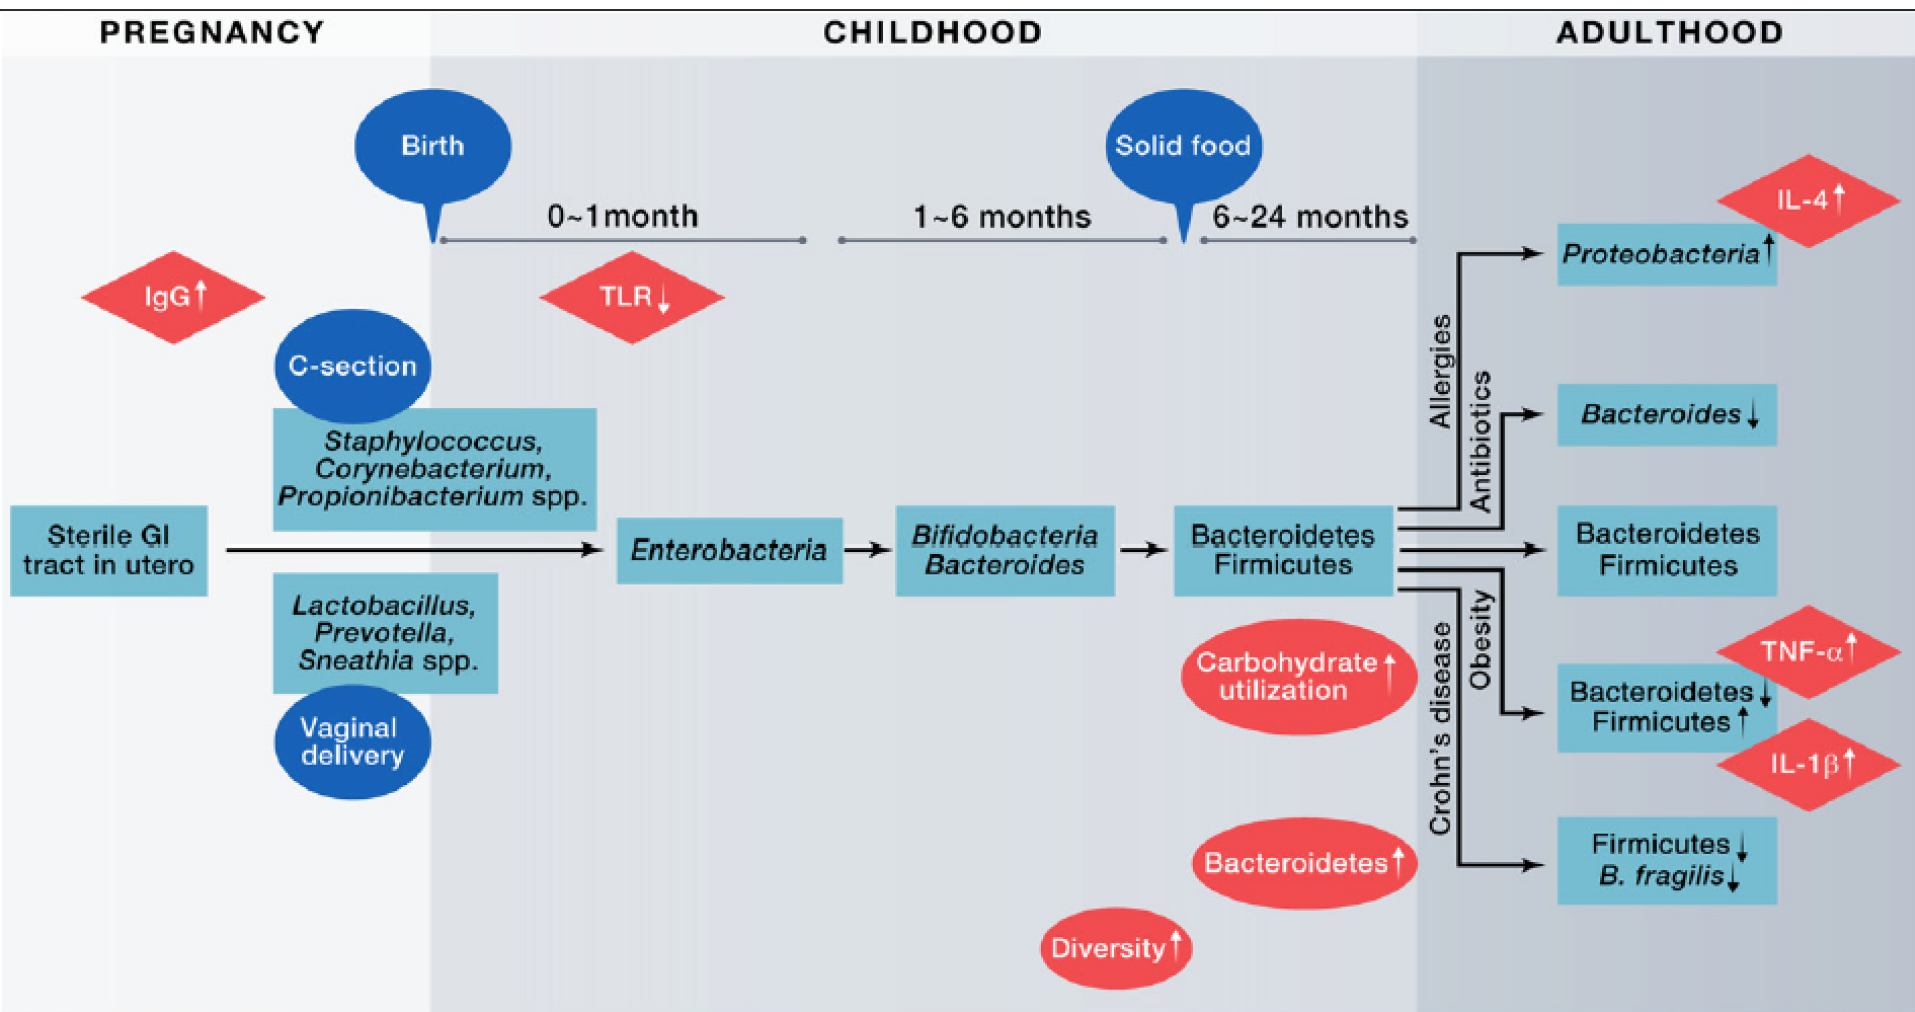 PREGNANCY
CHILDHOOD
ADULTHOOD
Birth
Solid food
0~1month
1~6 months
6~24 months
IgG↑
TLR↓
C-section
Staphylococcus,
Corynebacterium,
Propionibacterium spp.
Sterile GI
tract in utero
Lactobacillus,
Prevotella,
Sneathia spp.
Vaginal
delivery
Enterobacteria
Bifidobacteria
Bacteroides
Bacteroidetes
Firmicutes
Carbohydrate↑
utilization
Bacteroidetes↑
Diversity↑
Allergies
Antibiotics
Obesity
Crohn's disease
IL-4↑
Proteobacteria↑
Bacteroides↓
Bacteroidetes
Firmicutes
TNF-α↑
Bacteroidetes↓
Firmicutes↑
IL-1β↑
Firmicutes↓
B. fragilis↓